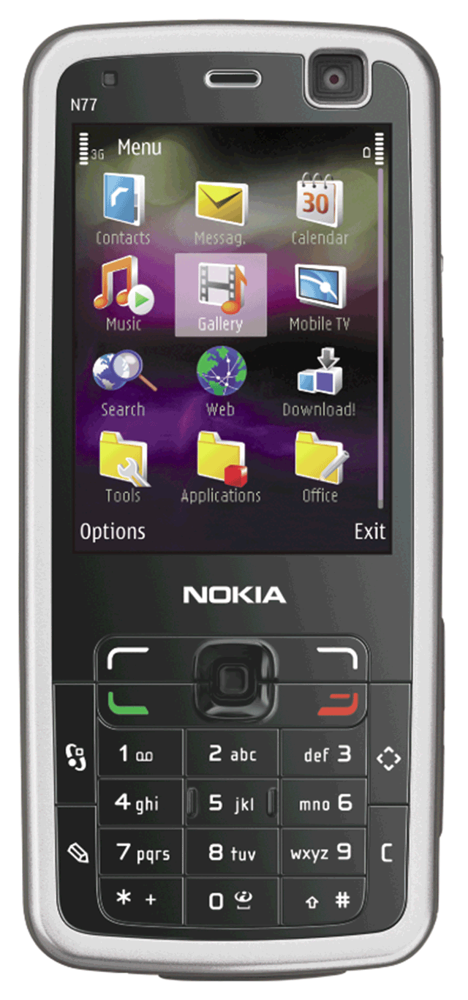 N77
3G Menu
Contacts Messag. Calendar
30
Music Gallery Mobile TV
Search Web Download!
Tools Applications Office
Options Exit
NOKIA
1 2 abc def 3
4 ghi 5 jkl mno 6
7 pqrs 8 tuv wxyz 9
C
* + 0 #